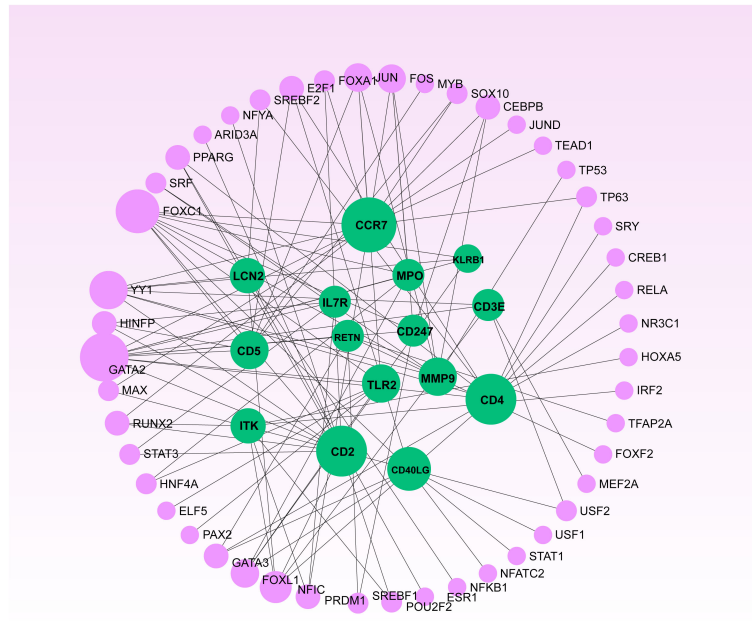 JUN
FOS
FOXA1
MYB
E2F1
SOX10
SREBF2
CEBPB
NFYA
JUND
ARID3A
TEAD1
PPARG
TP53
SRF
TP63
FOXC1
CCR7
SRY
CREB1
KLRB1
LCN2
MPO
YY1
RELA
IL7R
CD3E
HINFP
NR3C1
CD247
RETN
CD5
HOXA5
GATA2
TLR2
MMP9
MAX
IRF2
CD4
RUNX2
ITK
TFAP2A
CD2
STAT3
FOXF2
CD40LG
HNF4A
MEF2A
ELF5
USF2
PAX2
USF1
GATA3
STAT1
FOXL1
NFATC2
NFIC
NFKB1
PRDM1
SREBF1
ESR1
POU2F2